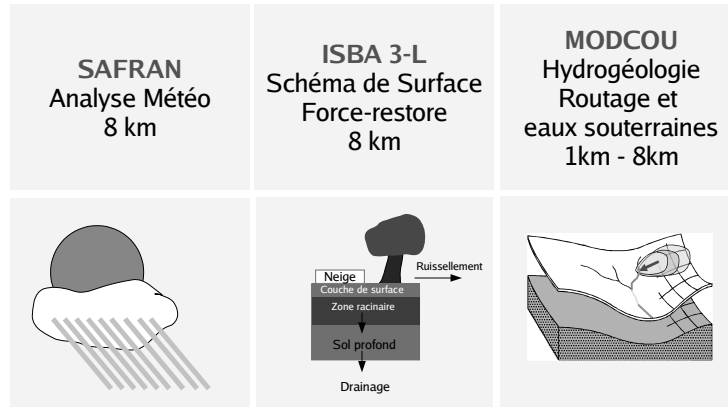 SAFRAN
Analyse Météo
8 km
ISBA 3-L
Schéma de Surface
Force-restore
8 km
MODCOU
Hydrogéologie
Routage et
eaux souterraines
1km - 8km
Neige
Ruissellement
Couche de surface
Zone racinaire
Sol profond
Drainage